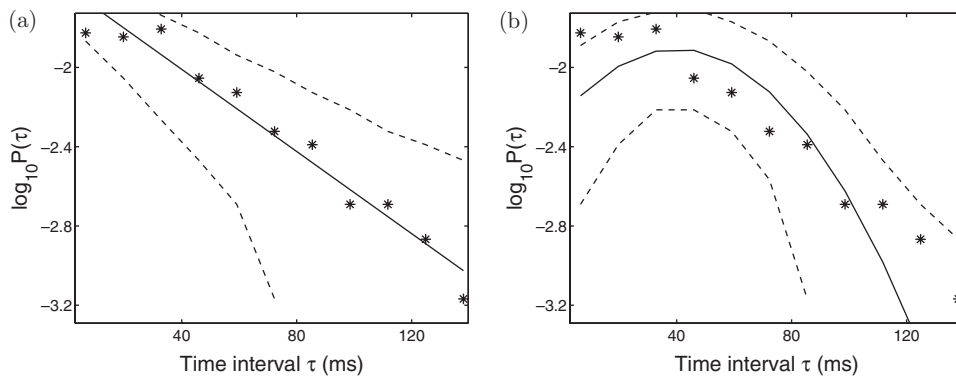 (a)
−2
−2.4
−2.8
−3.2
log10P(τ)
40
80
120
Time interval τ (ms)
(b)
−2
−2.4
−2.8
−3.2
log10P(τ)
40
80
120
Time interval τ (ms)